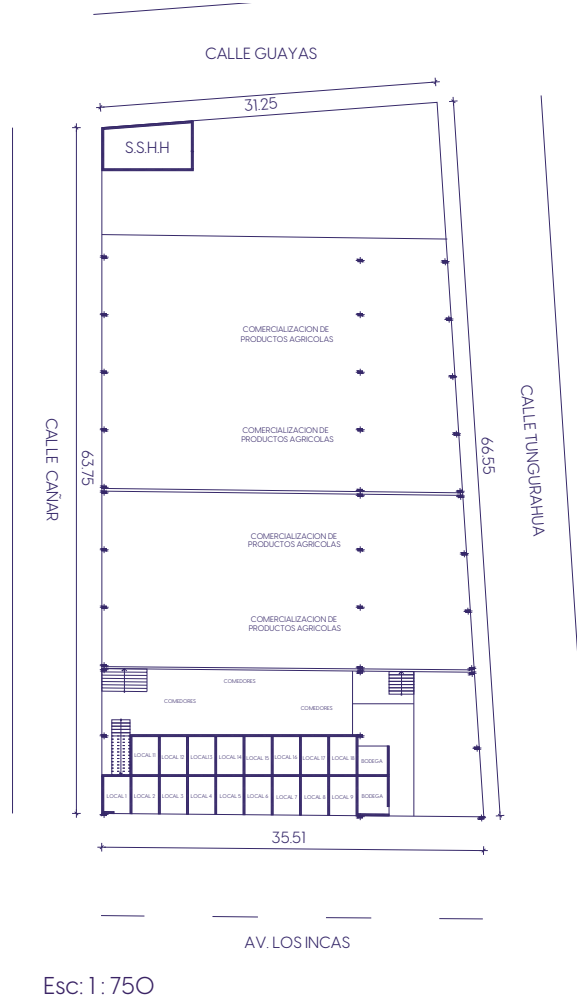 CALLE GUAYAS
31.25
S.S.H.H
COMERCIALIZACION DE
PRODUCTOS AGRICOLAS
CALLE CAÑAR
63.75
COMERCIALIZACION DE
PRODUCTOS AGRICOLAS
66.55
CALLE TUNGURAHUA
COMERCIALIZACION DE
PRODUCTOS AGRICOLAS
COMERCIALIZACION DE
PRODUCTOS AGRICOLAS
COMEDORES
COMEDORES
COMEDORES
LOCAL 11 LOCAL 12 LOCAL13 LOCAL 14 LOCAL 15 LOCAL 16 LOCAL 17 LOCAL 18 BODEGA
LOCAL 1 LOCAL 2 LOCAL 3 LOCAL 4 LOCAL 5 LOCAL 6 LOCAL 7 LOCAL 8 LOCAL 9 BODEGA
35.51
AV. LOS INCAS
Esc: 1 : 750